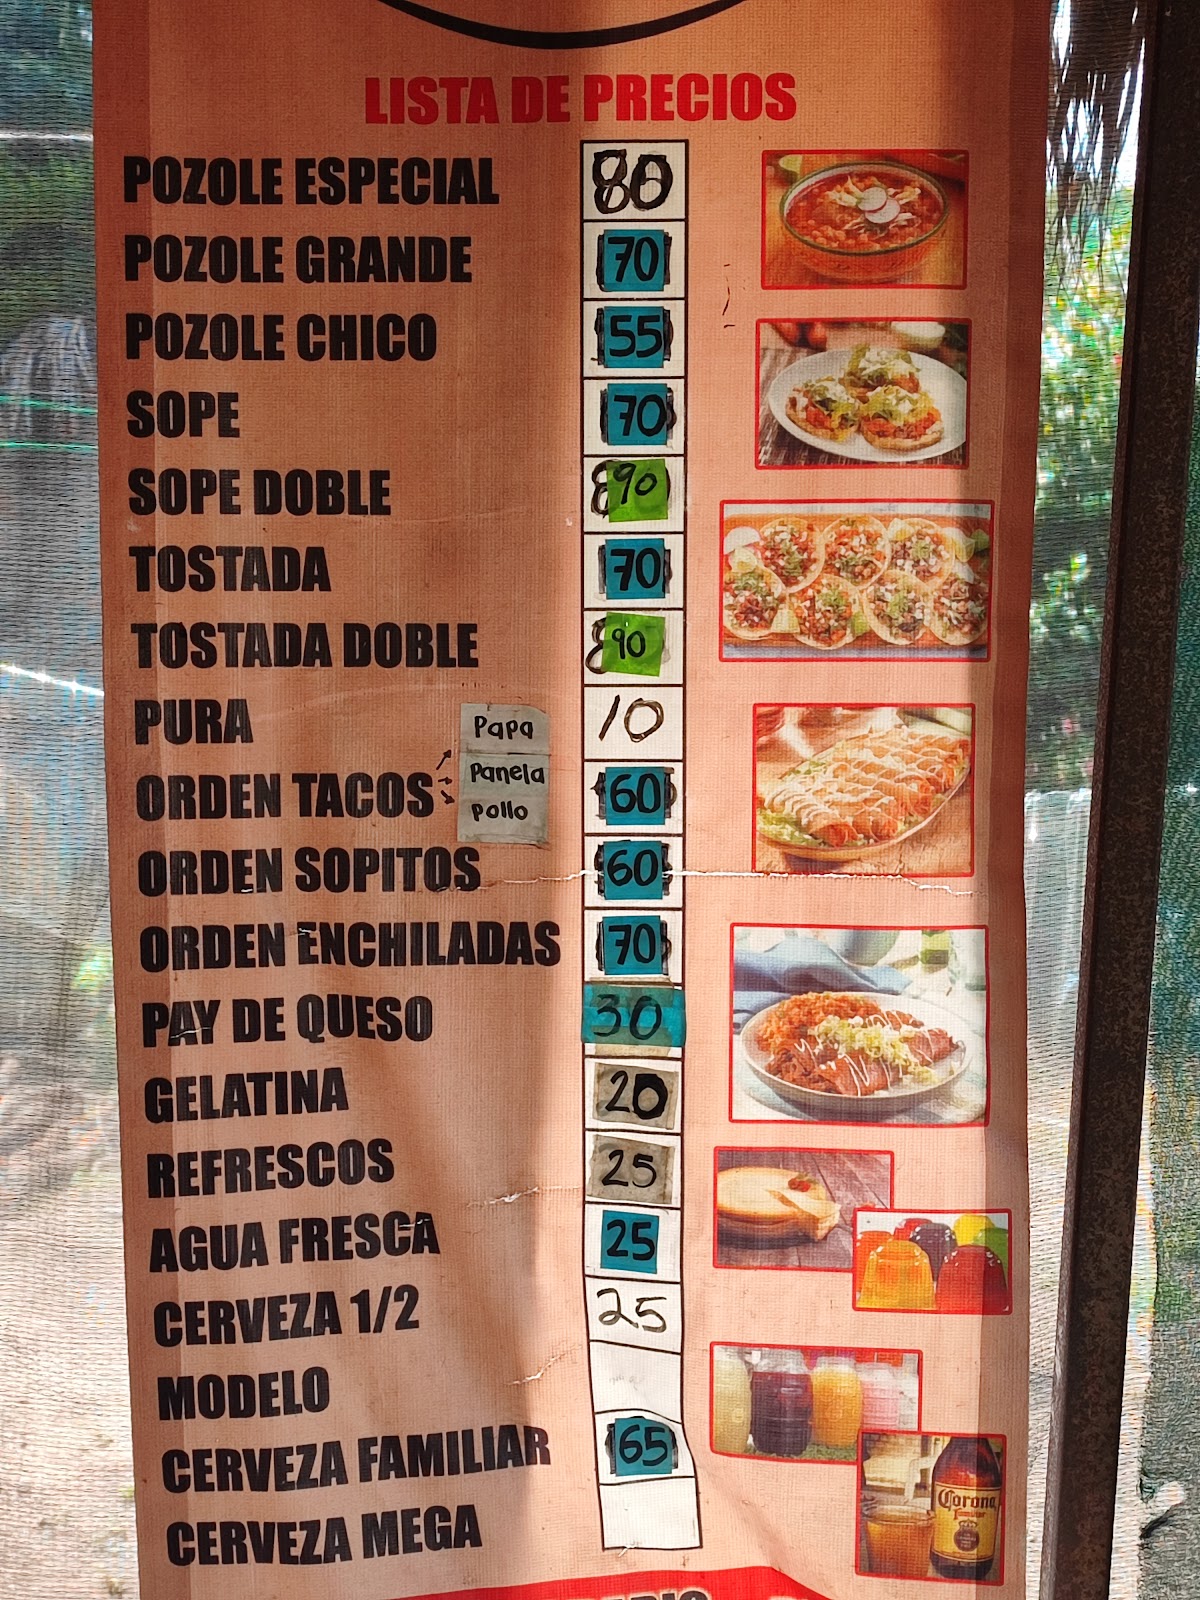 LISTA DE PRECIOS
POZOLE ESPECIAL 80
POZOLE GRANDE 70
POZOLE CHICO 55
SOPE 70
SOPE DOBLE 90
TOSTADA 70
TOSTADA DOBLE 90
PURA 10
Papa
ORDEN TACOS Panela 60
pollo
ORDEN SOPITOS 60
ORDEN ENCHILADAS 70
PAY DE QUESO 30
GELATINA 20
REFRESCOS 25
AGUA FRESCA 25
CERVEZA 1/2 25
MODELO
CERVEZA FAMILIAR 65
CERVEZA MEGA
Corona
Familiar